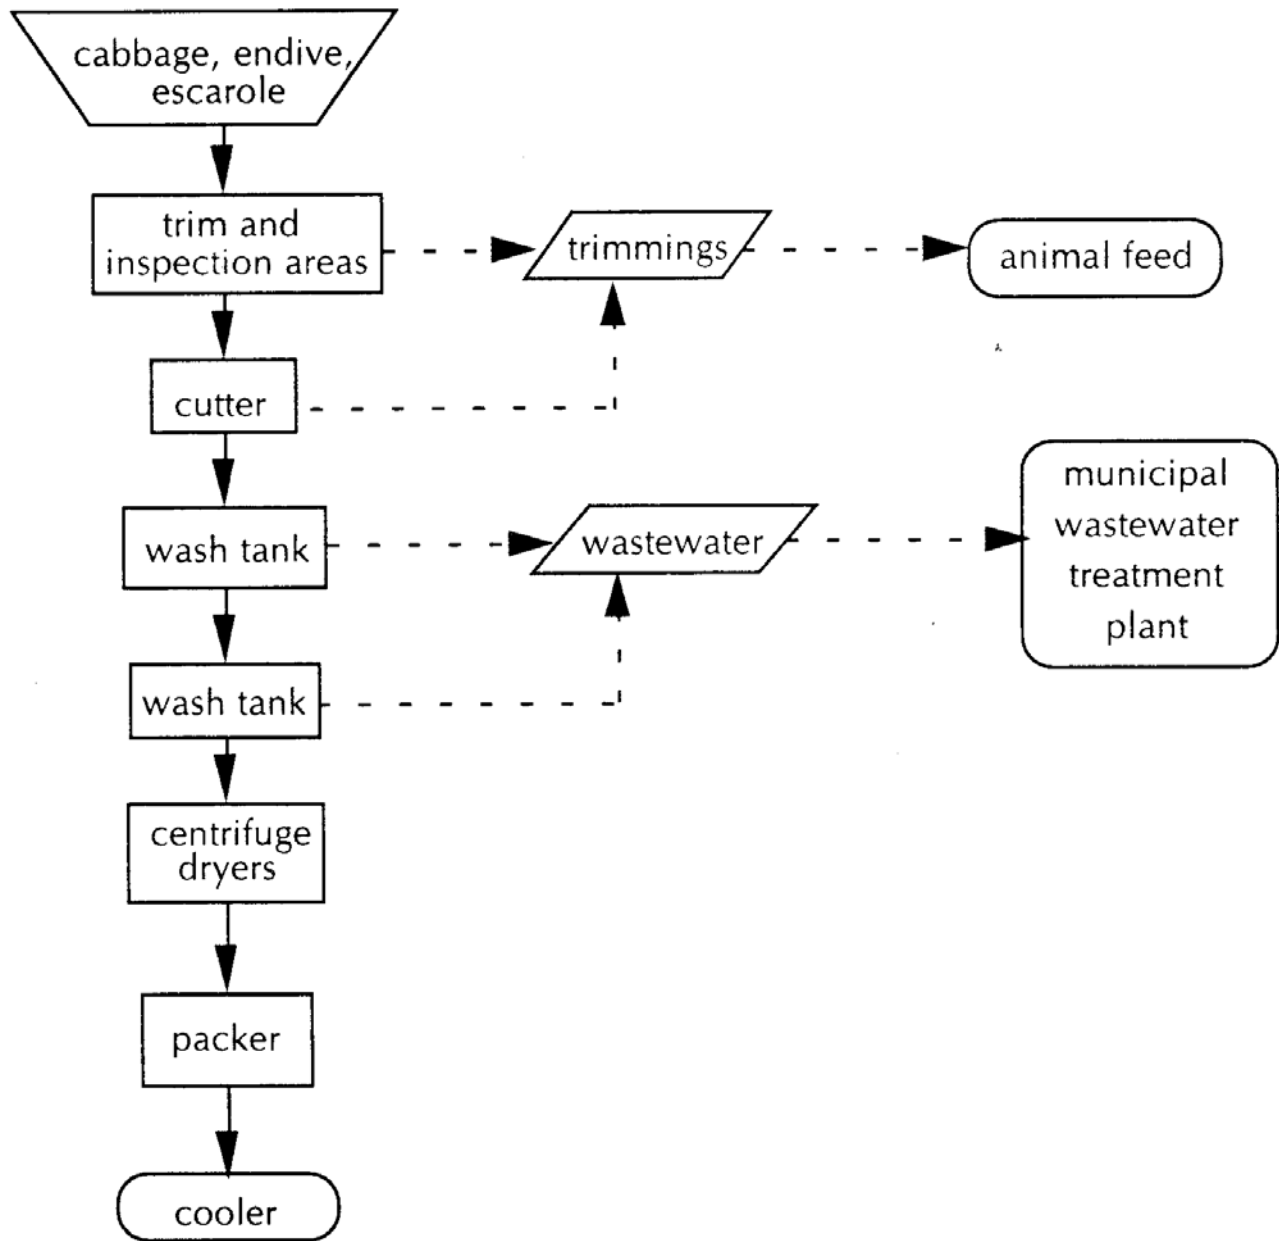 cabbage, endive,
escarole
trim and
inspection areas
trimmings
animal feed
cutter
wash tank
wastewater
municipal
wastewater
treatment
plant
wash tank
centrifuge
dryers
packer
cooler